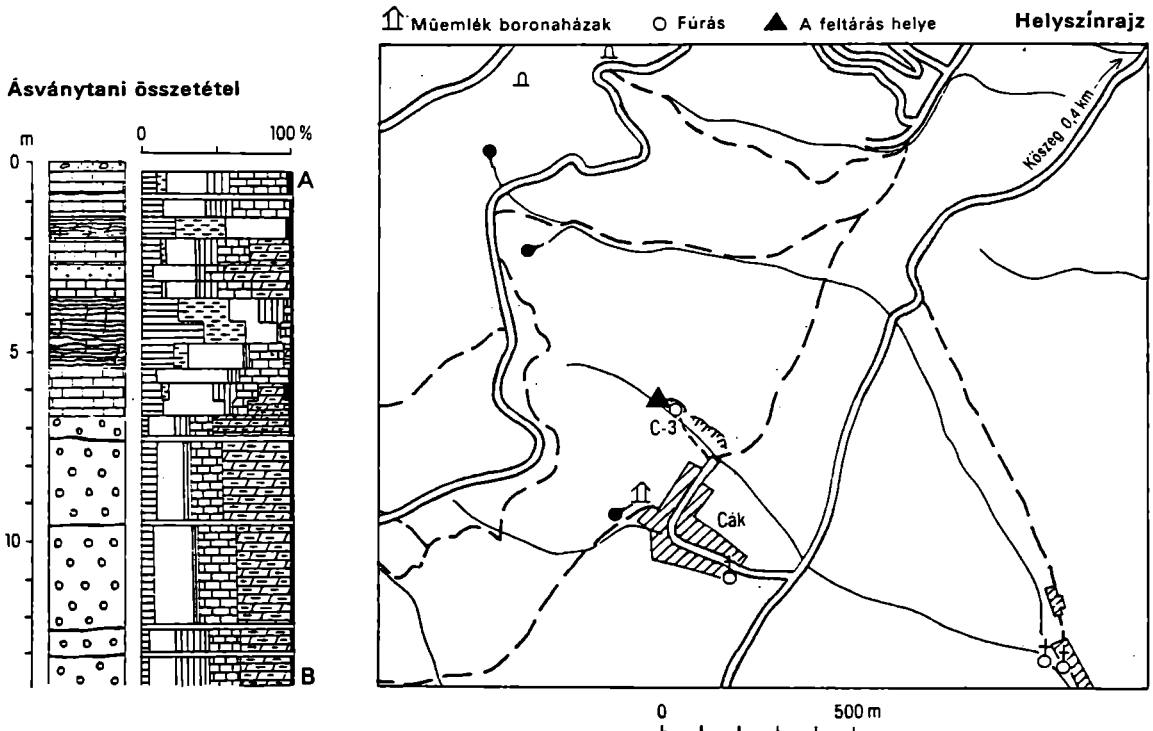 Műemlék boronaházak Fúrás A feltárás helye Helyszínrajz
Ásványtani összetétel
m 0 100 %
0
A
5
10
B
Kőszeg 0,4 km
C-3
Cák
0 500 m